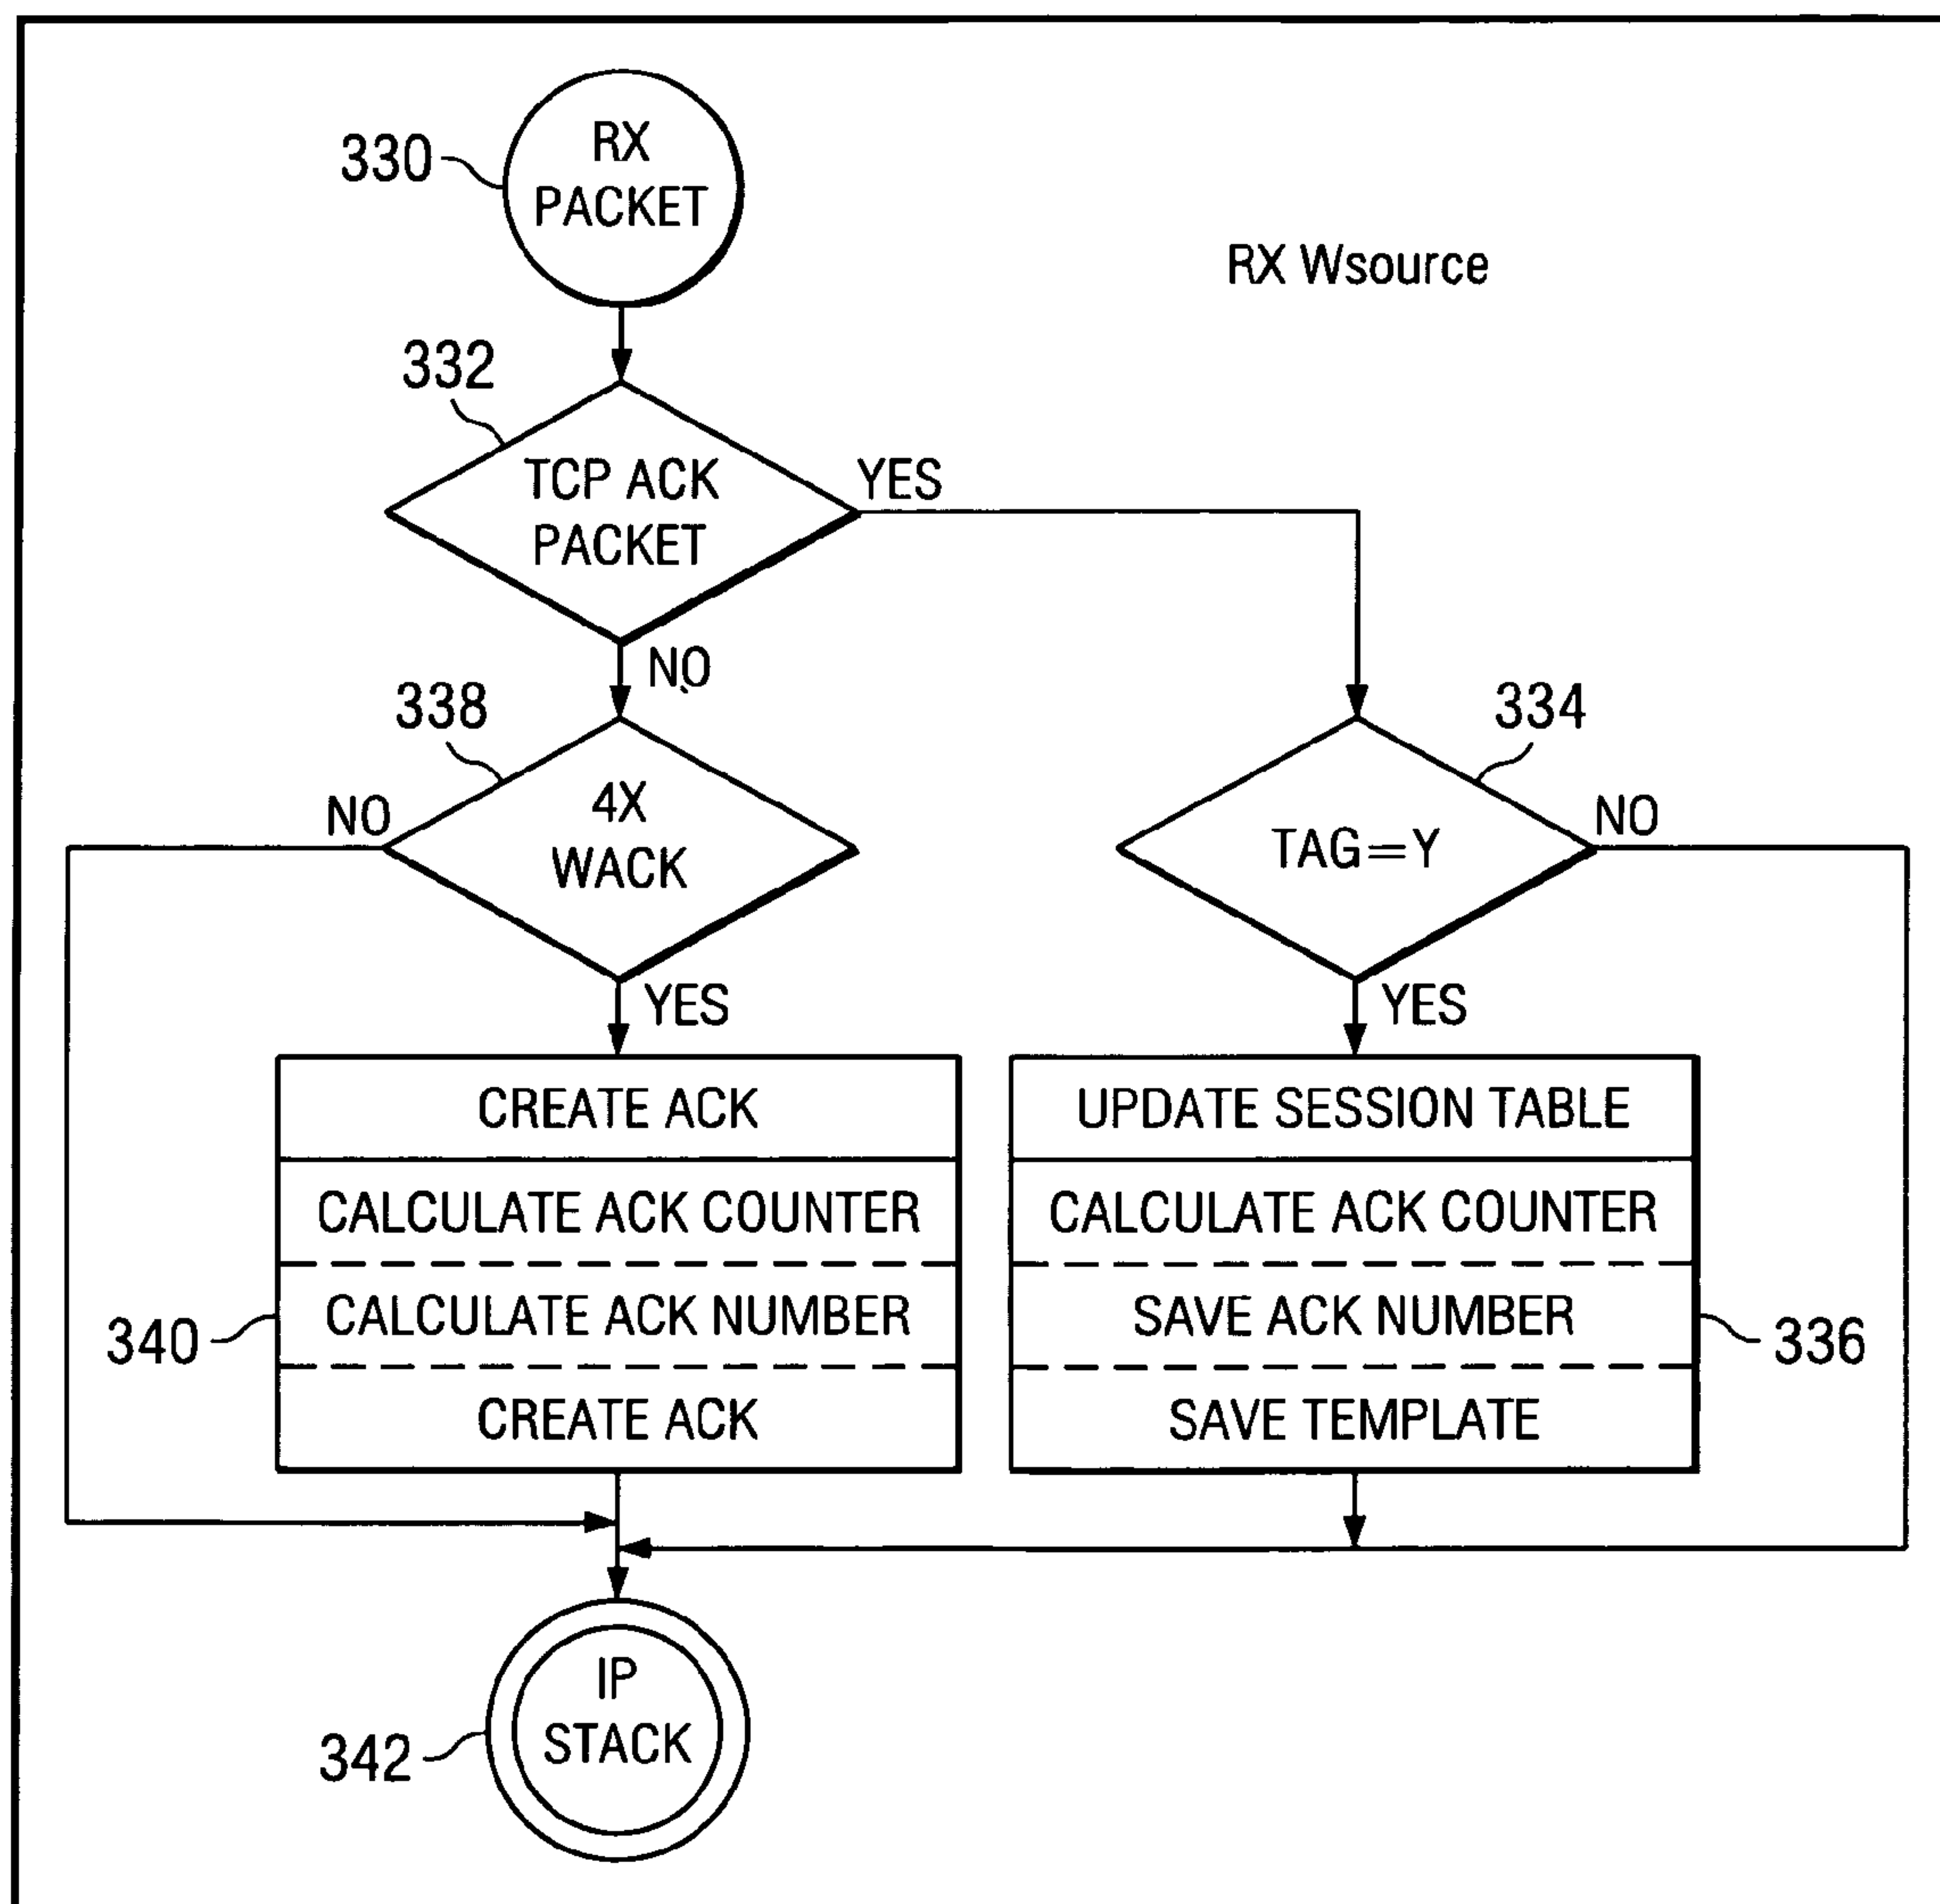 330
RX
PACKET
RX Wsource
332
TCP ACK
PACKET
YES
NO
338
334
NO
4X
WACK
TAG=Y
NO
YES
YES
CREATE ACK
CALCULATE ACK COUNTER
CALCULATE ACK NUMBER
CREATE ACK
340
UPDATE SESSION TABLE
CALCULATE ACK COUNTER
SAVE ACK NUMBER
SAVE TEMPLATE
336
IP
STACK
342